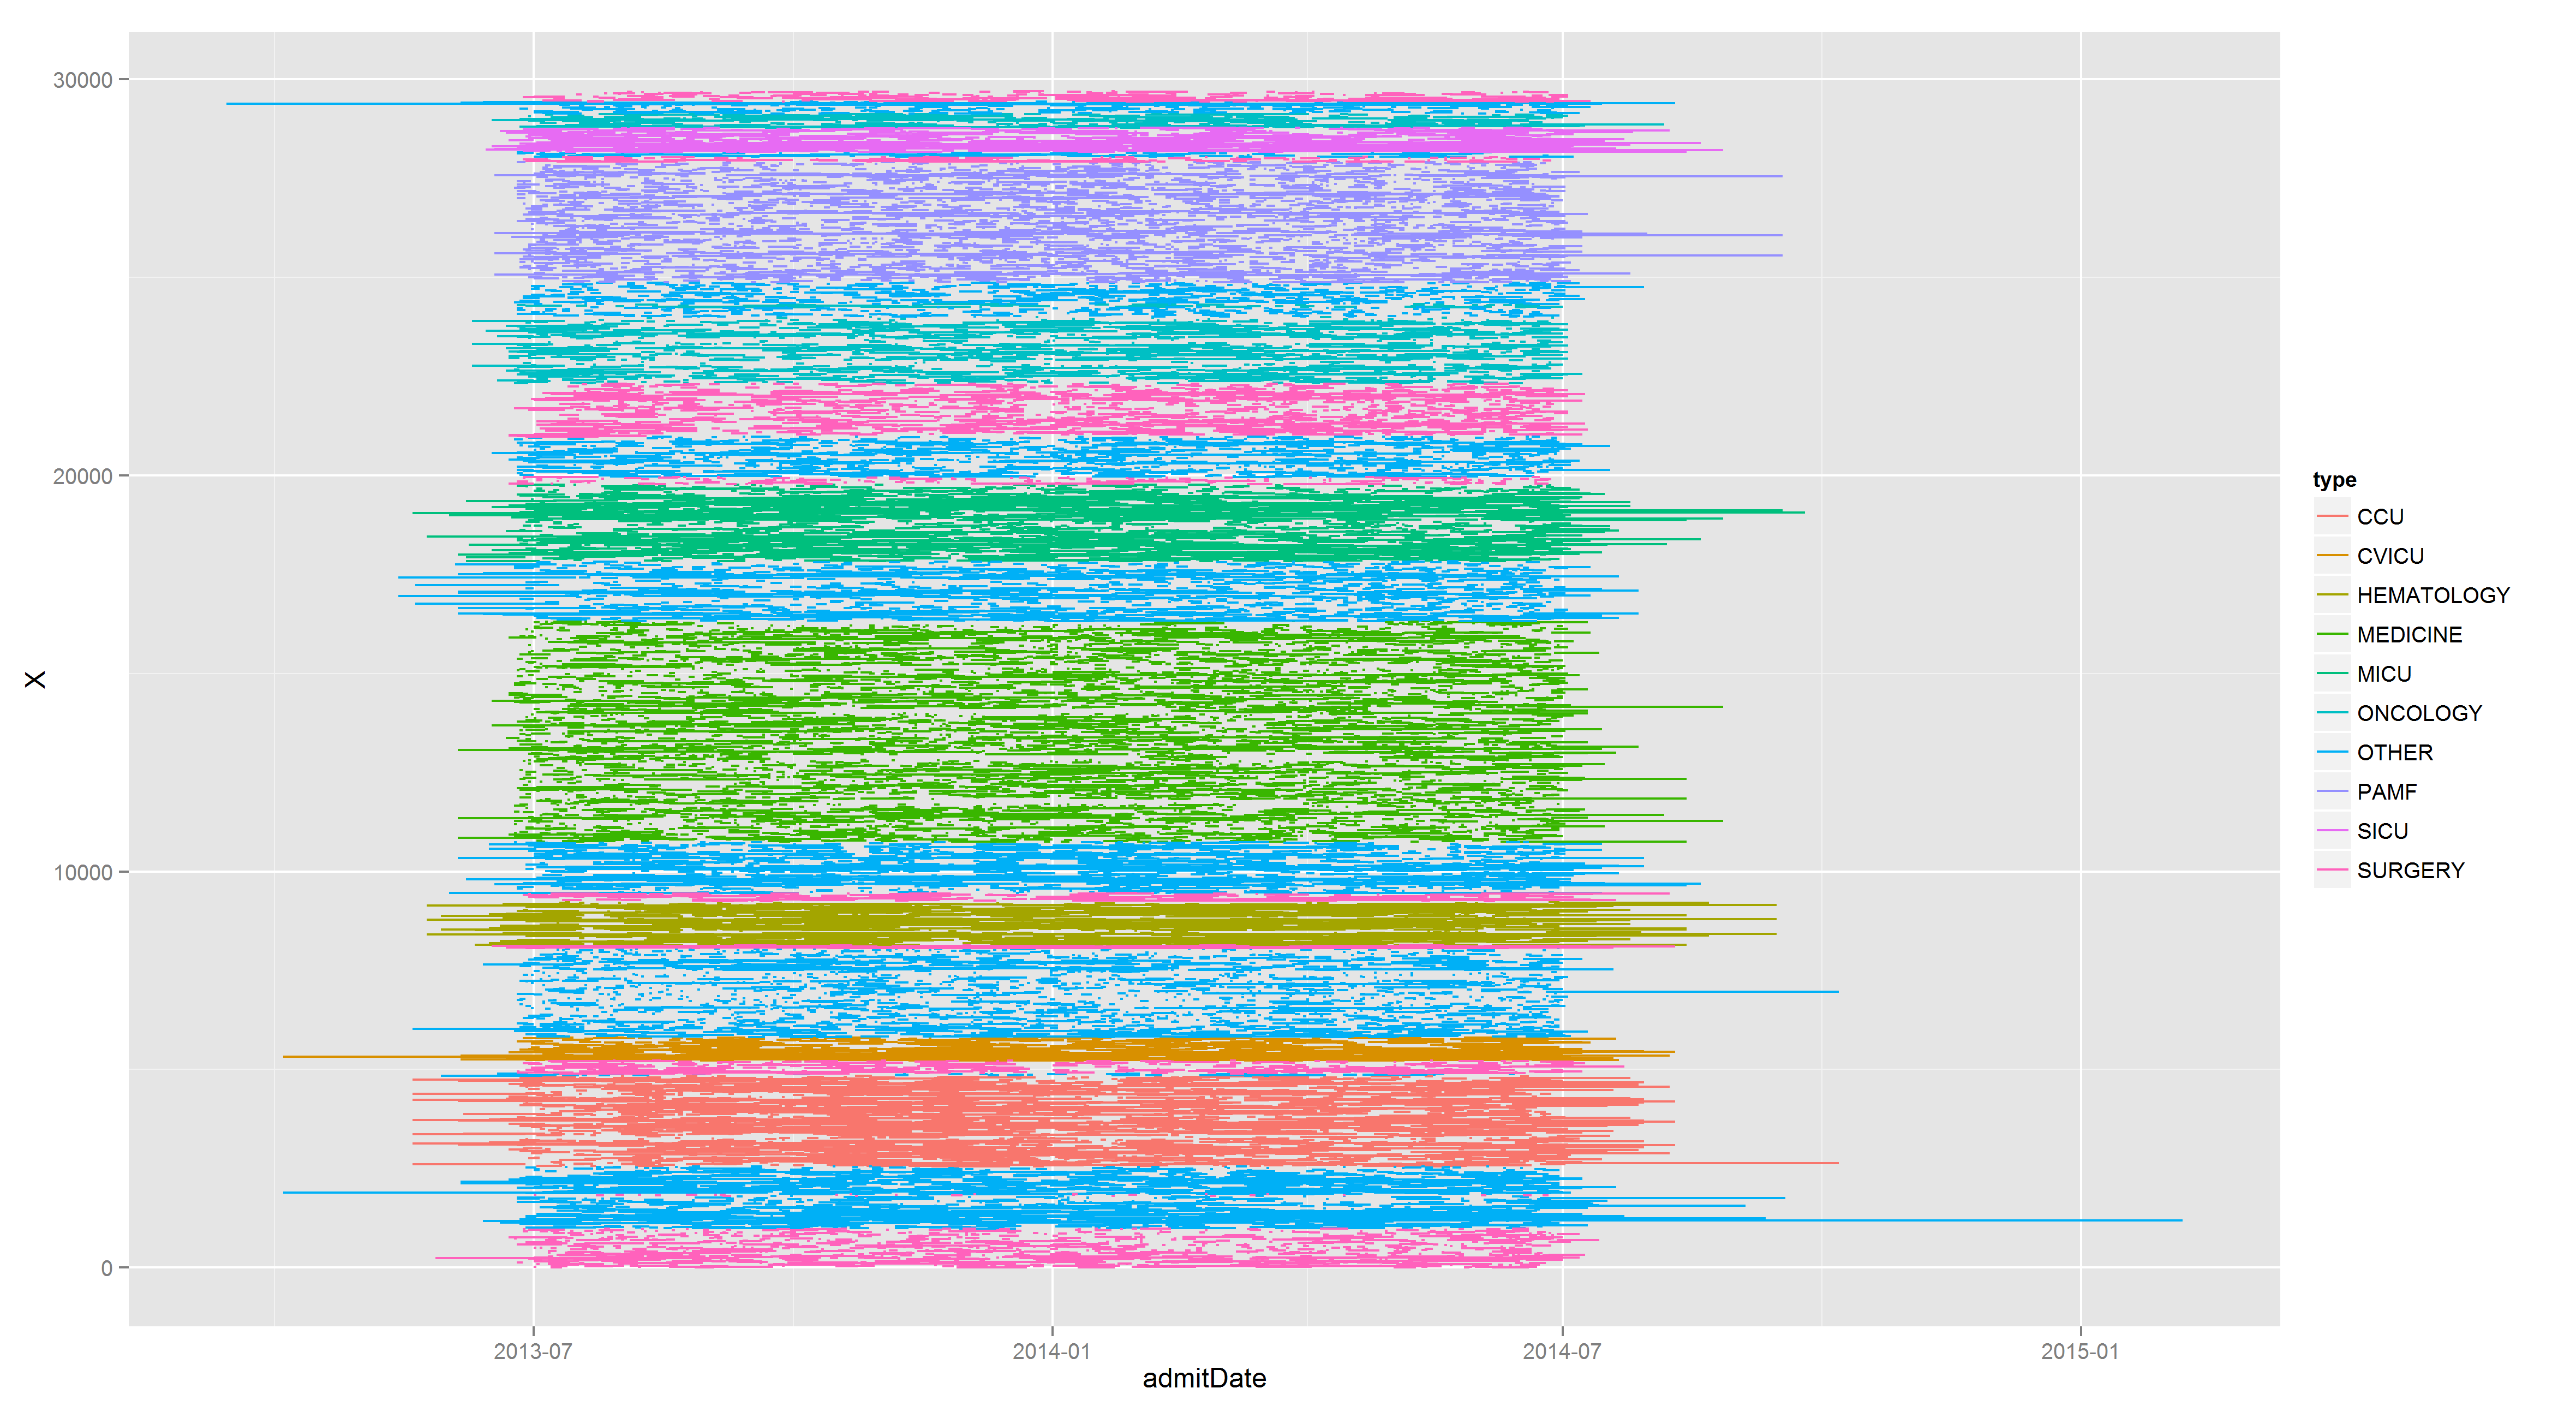 30000
20000
10000
0
X
2013-07
2014-01
2014-07
2015-01
admitDate
type
CCU
CVICU
HEMATOLOGY
MEDICINE
MICU
ONCOLOGY
OTHER
PAMF
SICU
SURGERY